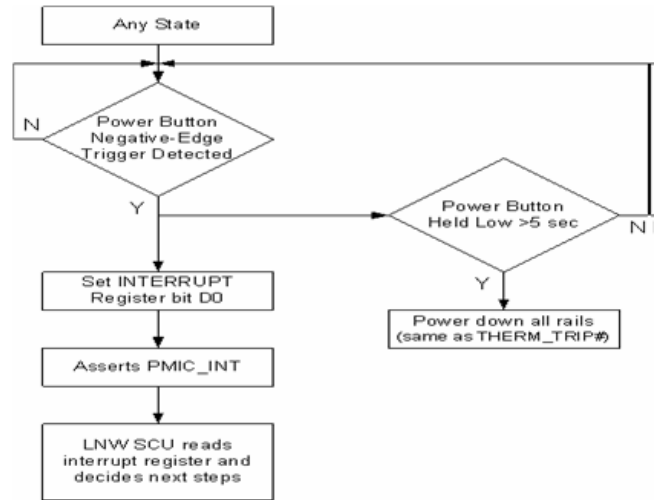 Any State
N
Power Button
Negative-Edge
Trigger Detected
Y
Power Button
Held Low >5 sec
N
Y
Set INTERRUPT
Register bit D0
Power down all rails
(same as THERM_TRIP#)
Asserts PMIC_INT
LNW SCU reads
interrupt register and
decides next steps